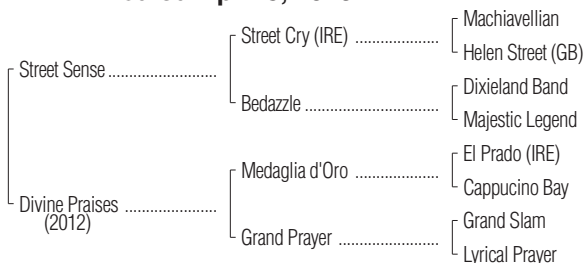 Machiavellian
Street Cry (IRE) ....................
Helen Street (GB)
Street Sense ..........................
Dixieland Band
Bedazzle ................................
Majestic Legend
El Prado (IRE)
Medaglia d'Oro ....................
Cappucino Bay
Divine Praises ......................
(2012)
Grand Slam
Grand Prayer ........................
Lyrical Prayer